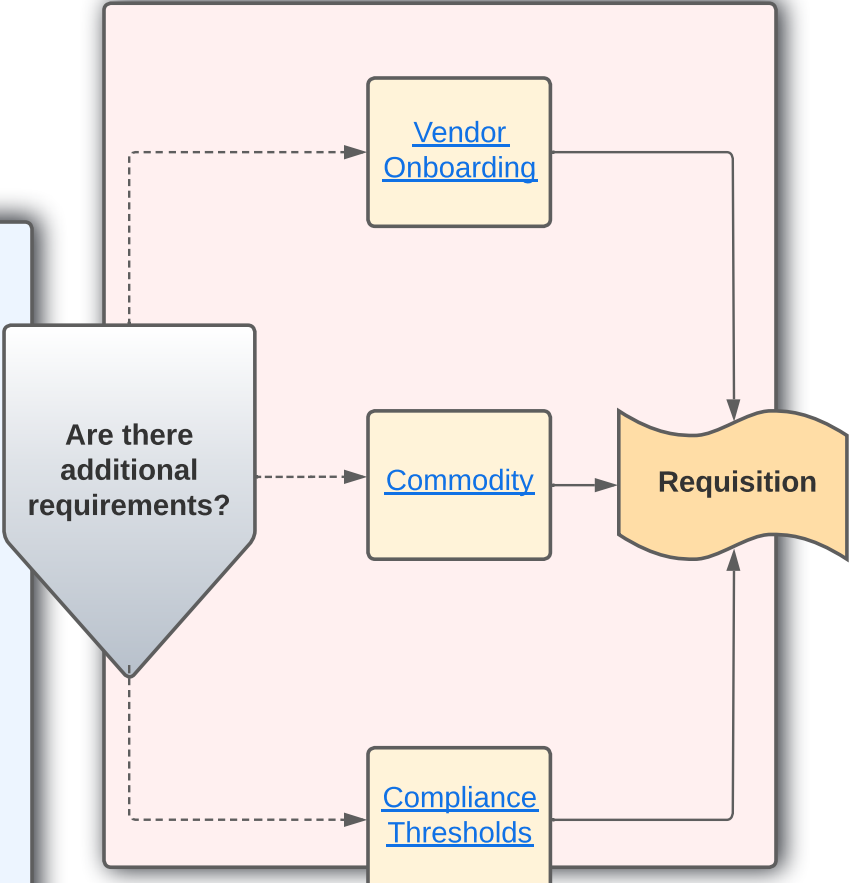 Vendor
Onboarding
Are there
additional
requirements?
Commodity
Requisition
Compliance
Thresholds